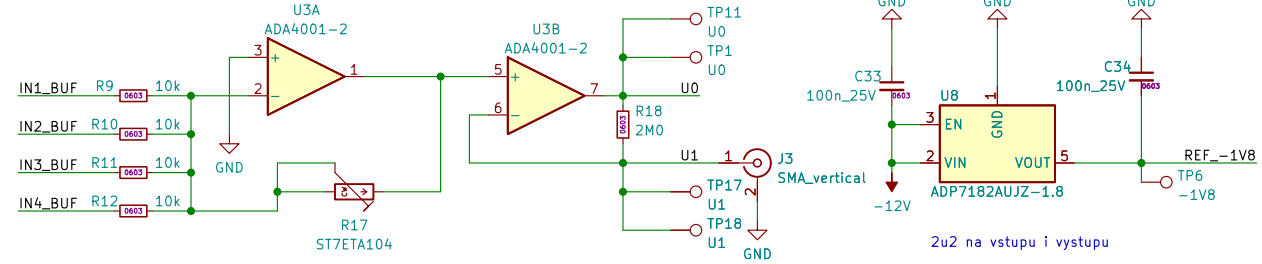 U3A
ADA4001-2
3
+
2
-
1
IN1_BUF
R9
0603
10k
IN2_BUF
R10
0603
10k
IN3_BUF
R11
0603
10k
IN4_BUF
R12
0603
10k
GND
R17
ST7ETA104
U3B
ADA4001-2
5
+
6
-
7
TP11
U0
TP1
U0
U0
R18
0603
2M0
U1
1
J3
2
SMA_vertical
TP17
U1
TP18
U1
GND
GND
GND
GND
C33
100n_25V
0603
C34
100n_25V
0603
U8
1
GND
3
EN
2
VIN
VOUT
5
ADP7182AUJZ-1.8
-12V
REF_-1V8
TP6
-1V8
2u2 na vstupu i vystupu